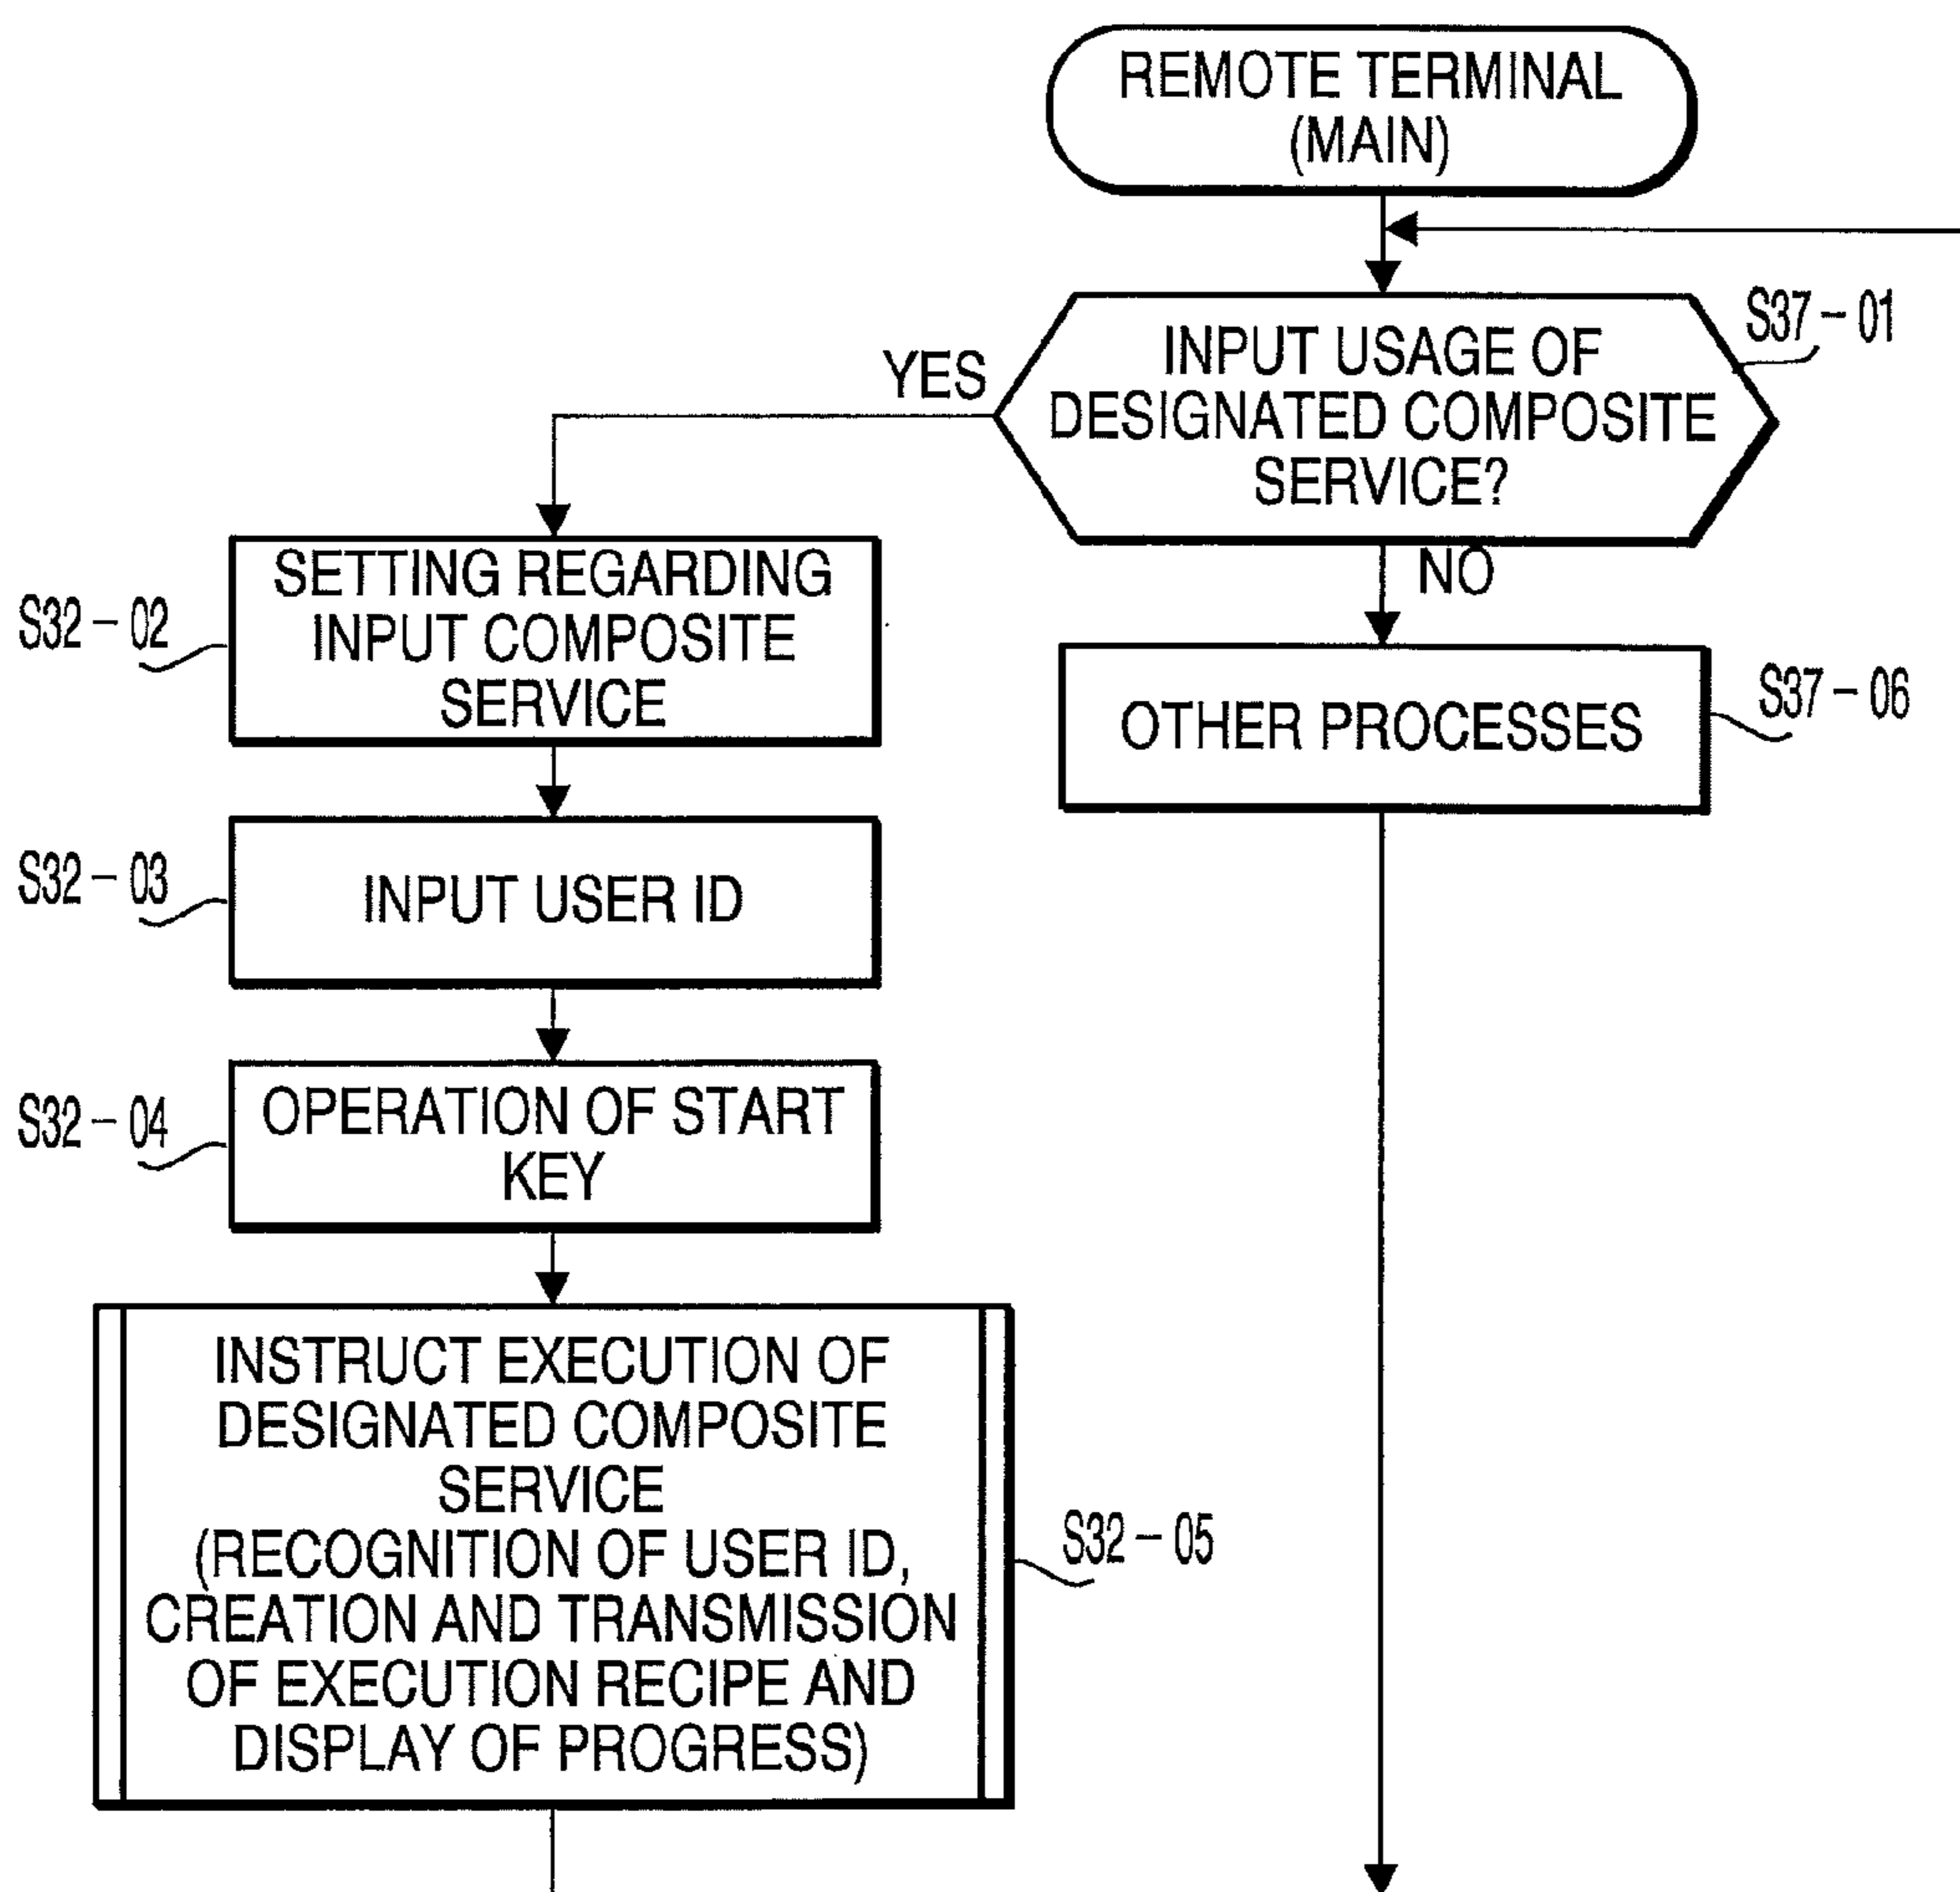 REMOTE TERMINAL
(MAIN)
S37-01
INPUT USAGE OF
DESIGNATED COMPOSITE
SERVICE?
YES
NO
S32-02
SETTING REGARDING
INPUT COMPOSITE
SERVICE
S37-06
OTHER PROCESSES
S32-03
INPUT USER ID
S32-04
OPERATION OF START
KEY
INSTRUCT EXECUTION OF
DESIGNATED COMPOSITE
SERVICE
(RECOGNITION OF USER ID,
CREATION AND TRANSMISSION
OF EXECUTION RECIPE AND
DISPLAY OF PROGRESS)
S32-05